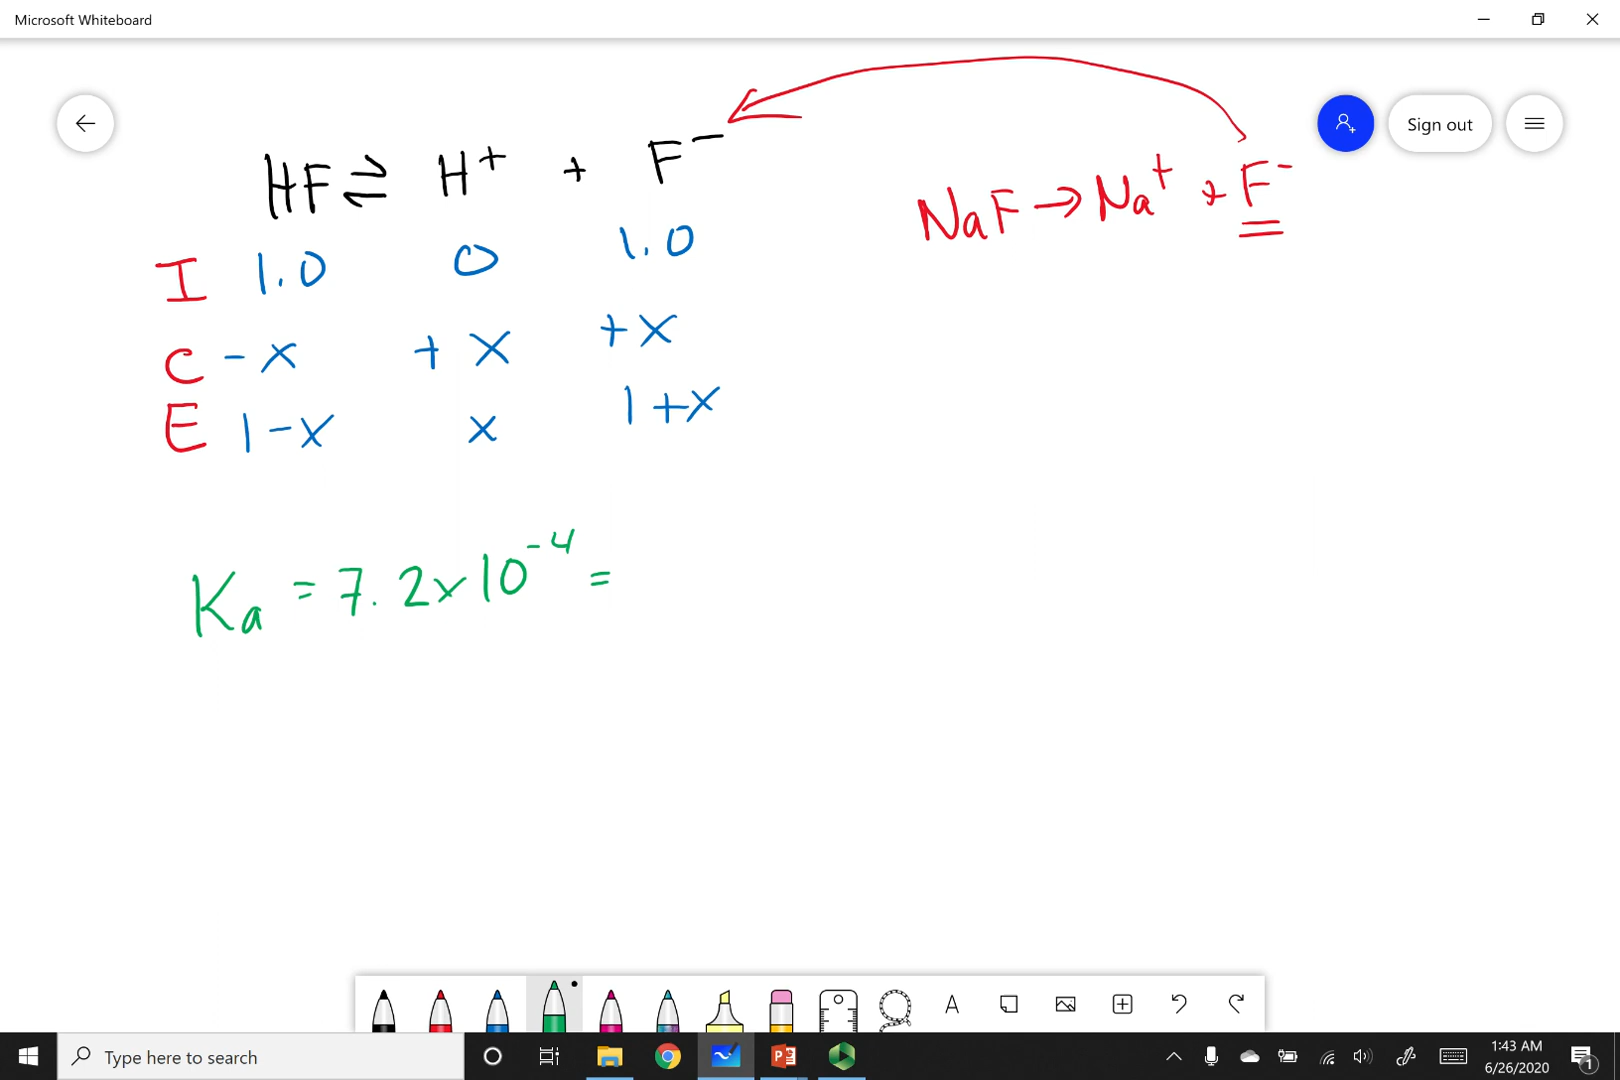 Microsoft Whiteboard
Sign out
HF ⇌ H⁺ + F⁻
NaF → Na⁺ + F⁻
I 1.0 0 1.0
C -x + x +x
E 1-x x 1+x
Ka = 7.2x10⁻⁴ =
A
Type here to search
1:43 AM
6/26/2020
1